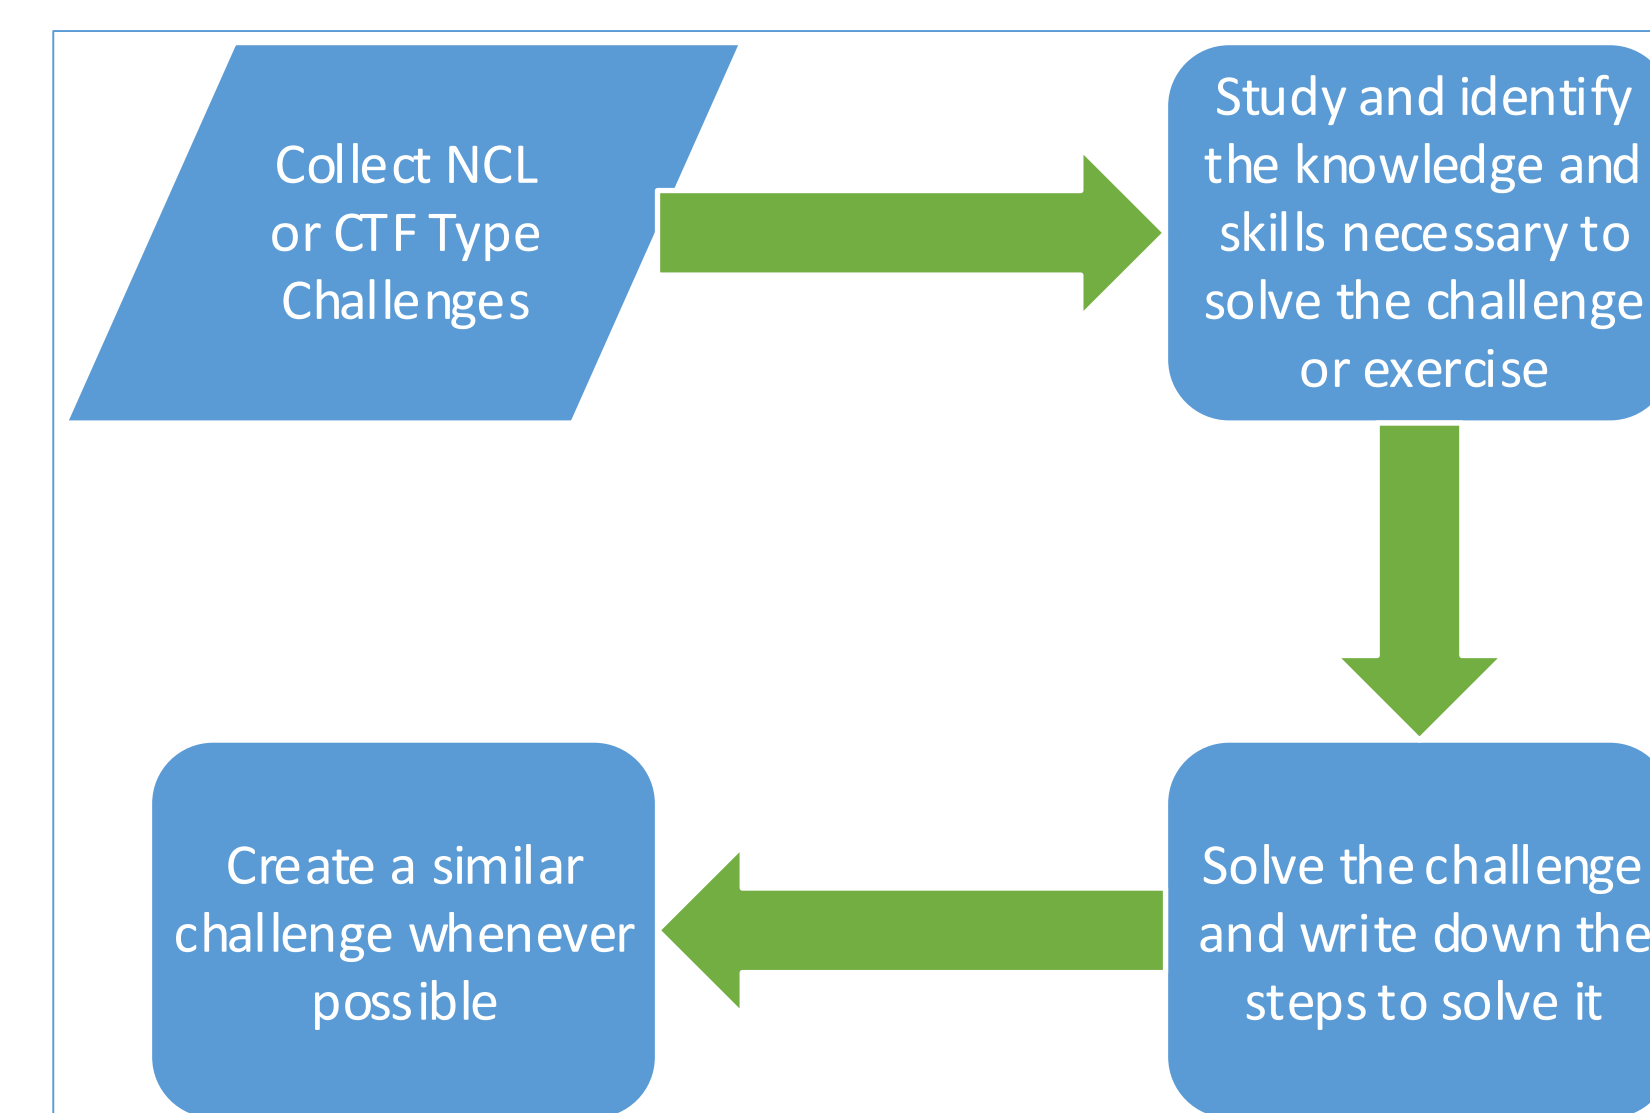 Collect NCL
or CTF Type
Challenges
Study and identify
the knowledge and
skills necessary to
solve the challenge
or exercise
Solve the challenge
and write down the
steps to solve it
Create a similar
challenge whenever
possible